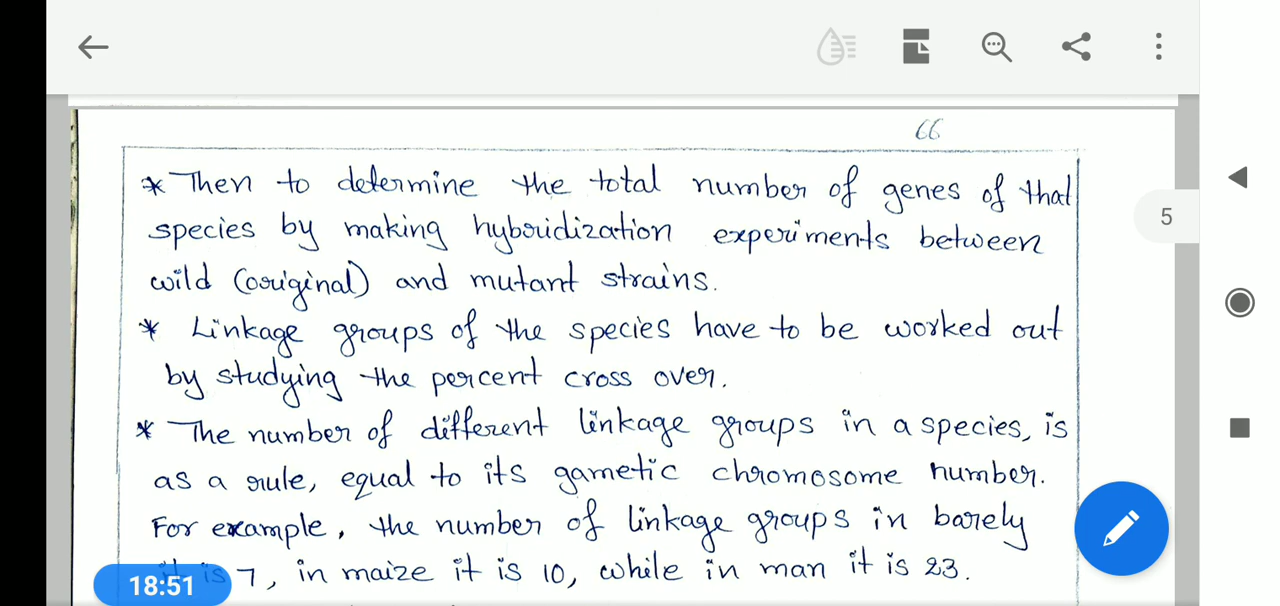 66
* Then to determine the total number of genes of that
5
species by making hybridization experiments between
wild (original) and mutant strains.
* Linkage groups of the species have to be worked out
by studying the percent cross over.
* The number of different linkage groups in a species, is
as a rule, equal to its gametic chromosome number.
For example, the number of linkage groups in barely
is 7, in maize it is 10, while in man it is 23.
18:51